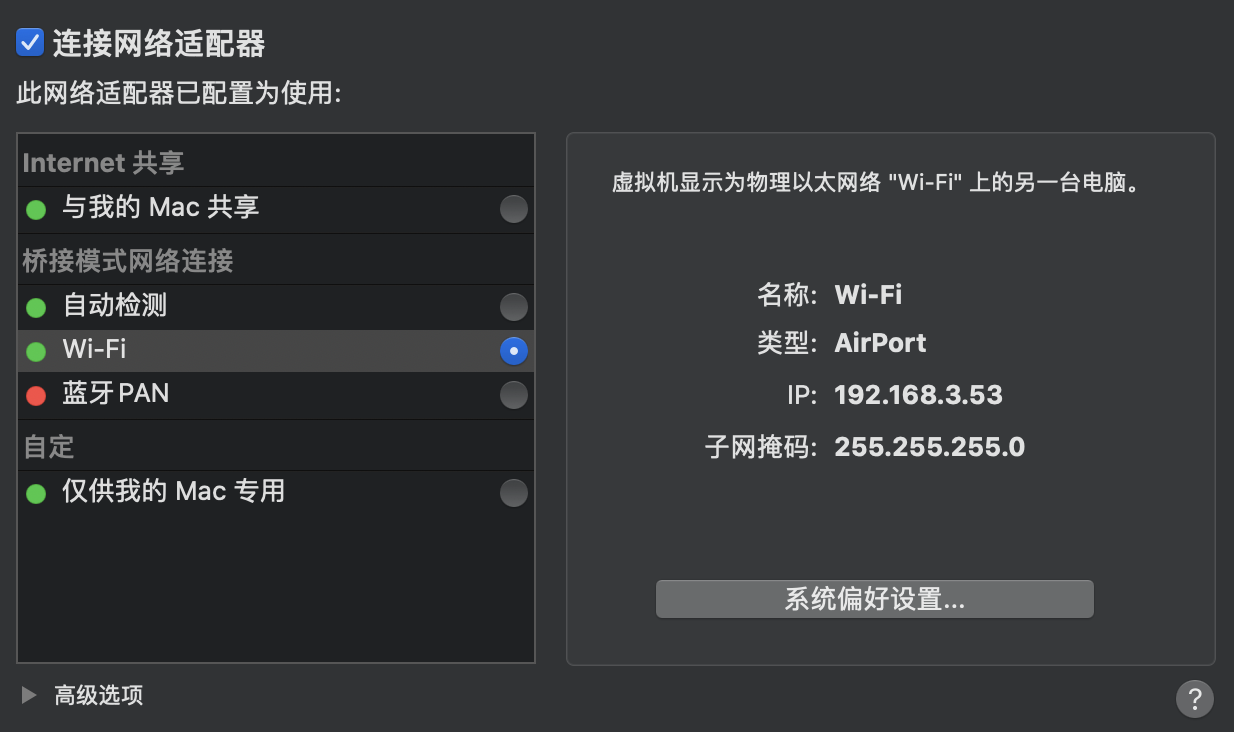 连接网络适配器
此网络适配器已配置为使用:
Internet 共享
与我的 Mac 共享
桥接模式网络连接
自动检测
Wi-Fi
蓝牙 PAN
自定
仅供我的 Mac 专用
虚拟机显示为物理以太网络 "Wi-Fi" 上的另一台电脑。
名称: Wi-Fi
类型: AirPort
IP: 192.168.3.53
子网掩码: 255.255.255.0
系统偏好设置...
高级选项
?